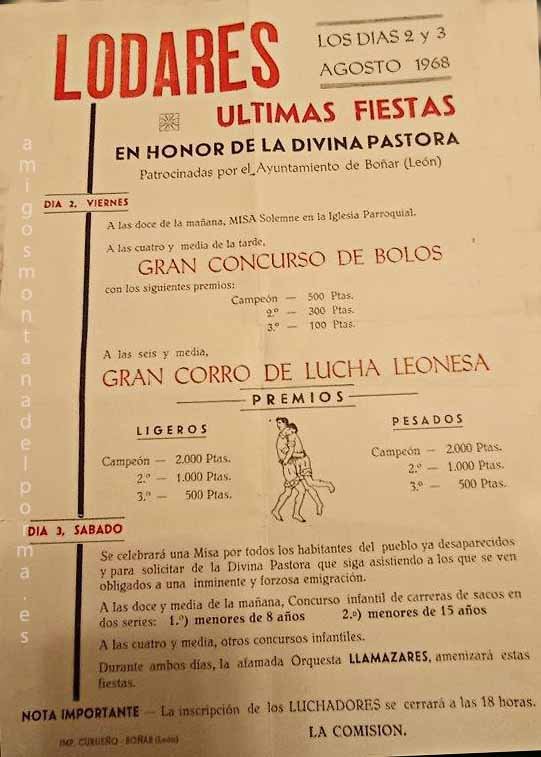 LODARES
LOS DIAS 2 y 3
AGOSTO 1968
ULTIMAS FIESTAS
EN HONOR DE LA DIVINA PASTORA
Patrocinadas por el Ayuntamiento de Boñar (León)
DIA 2, VIERNES
A las doce de la mañana, MISA Solemne en la Iglesia Parroquial.
A las cuatro y media de la tarde,
GRAN CONCURSO DE BOLOS
con los siguientes premios:
Campeón — 500 Ptas.
2.º — 300 Ptas.
3.º — 100 Ptas.
A las seis y media,
GRAN CORRO DE LUCHA LEONESA
PREMIOS
LIGEROS
Campeón — 2.000 Ptas.
2.º — 1.000 Ptas.
3.º — 500 Ptas.
PESADOS
Campeón — 2.000 Ptas.
2.º — 1.000 Ptas.
3.º — 500 Ptas.
DIA 3, SABADO
Se celebrará una Misa por todos los habitantes del pueblo ya desaparecidos
y para solicitar de la Divina Pastora que siga asistiendo a los que se ven
obligados a una inminente y forzosa emigración.
A las doce y media de la mañana, Concurso infantil de carreras de sacos en
dos series: 1.º) menores de 8 años 2.º) menores de 15 años
A las cuatro y media, otros concursos infantiles.
Durante ambos días, la afamada Orquesta LLAMAZARES, amenizará estas
fiestas.
NOTA IMPORTANTE — La inscripción de los LUCHADORES se cerrará a las 18 horas.
LA COMISION.
IMP. CURUEÑO - BOÑAR (León)
amigosmontanadelporma.es